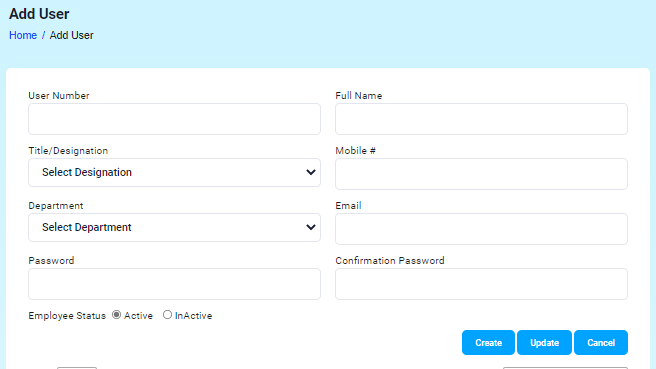 Add User
Home / Add User
User Number Full Name
Title/Designation Mobile #
Select Designation
Department Email
Select Department
Password Confirmation Password
Employee Status Active InActive
Create Update Cancel